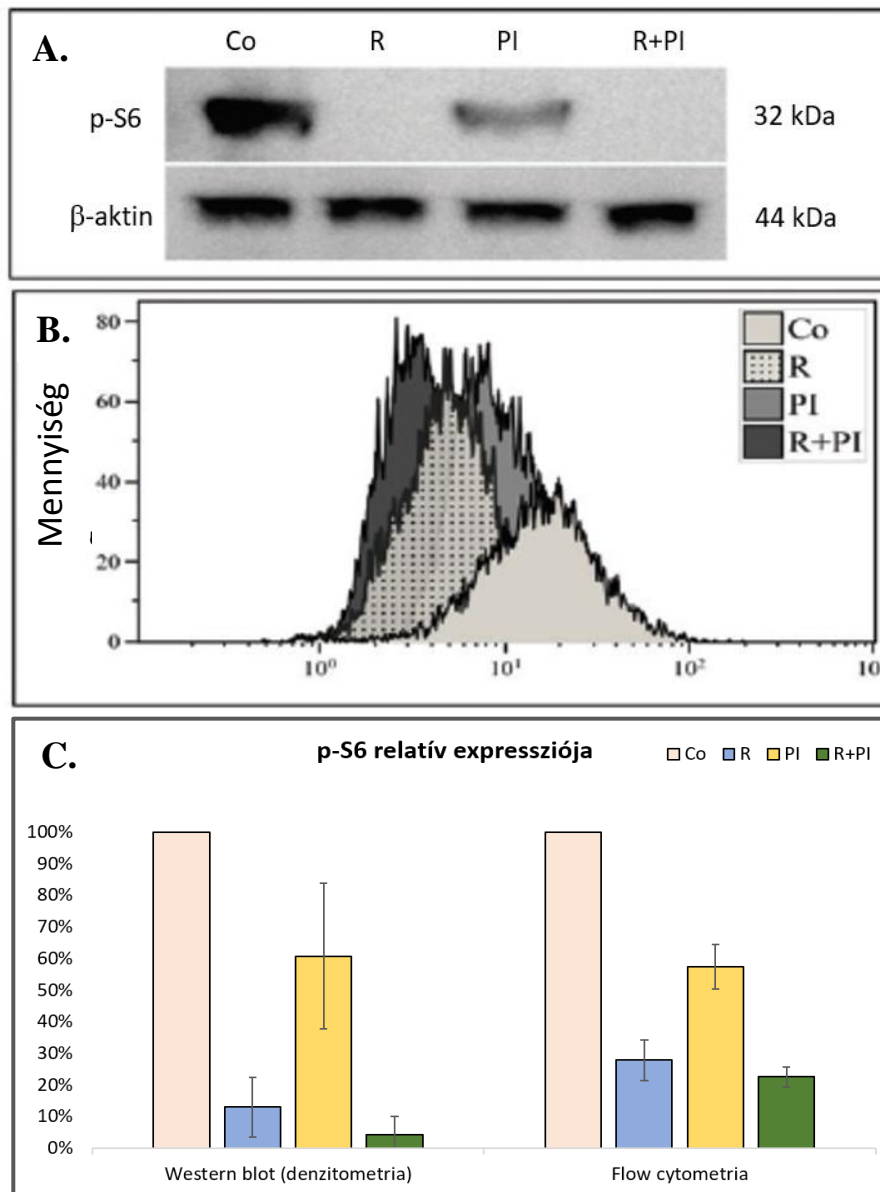 A.
Co R PI R+PI
p-S6 32 kDa
β-aktin 44 kDa
B.
Mennyiség
80
60
40
20
0
10⁰ 10¹ 10² 10
Co
R
PI
R+PI
C.
p-S6 relatív expressziója
Co R PI R+PI
100%
90%
80%
70%
60%
50%
40%
30%
20%
10%
0%
Western blot (denzitometria) Flow cytometria